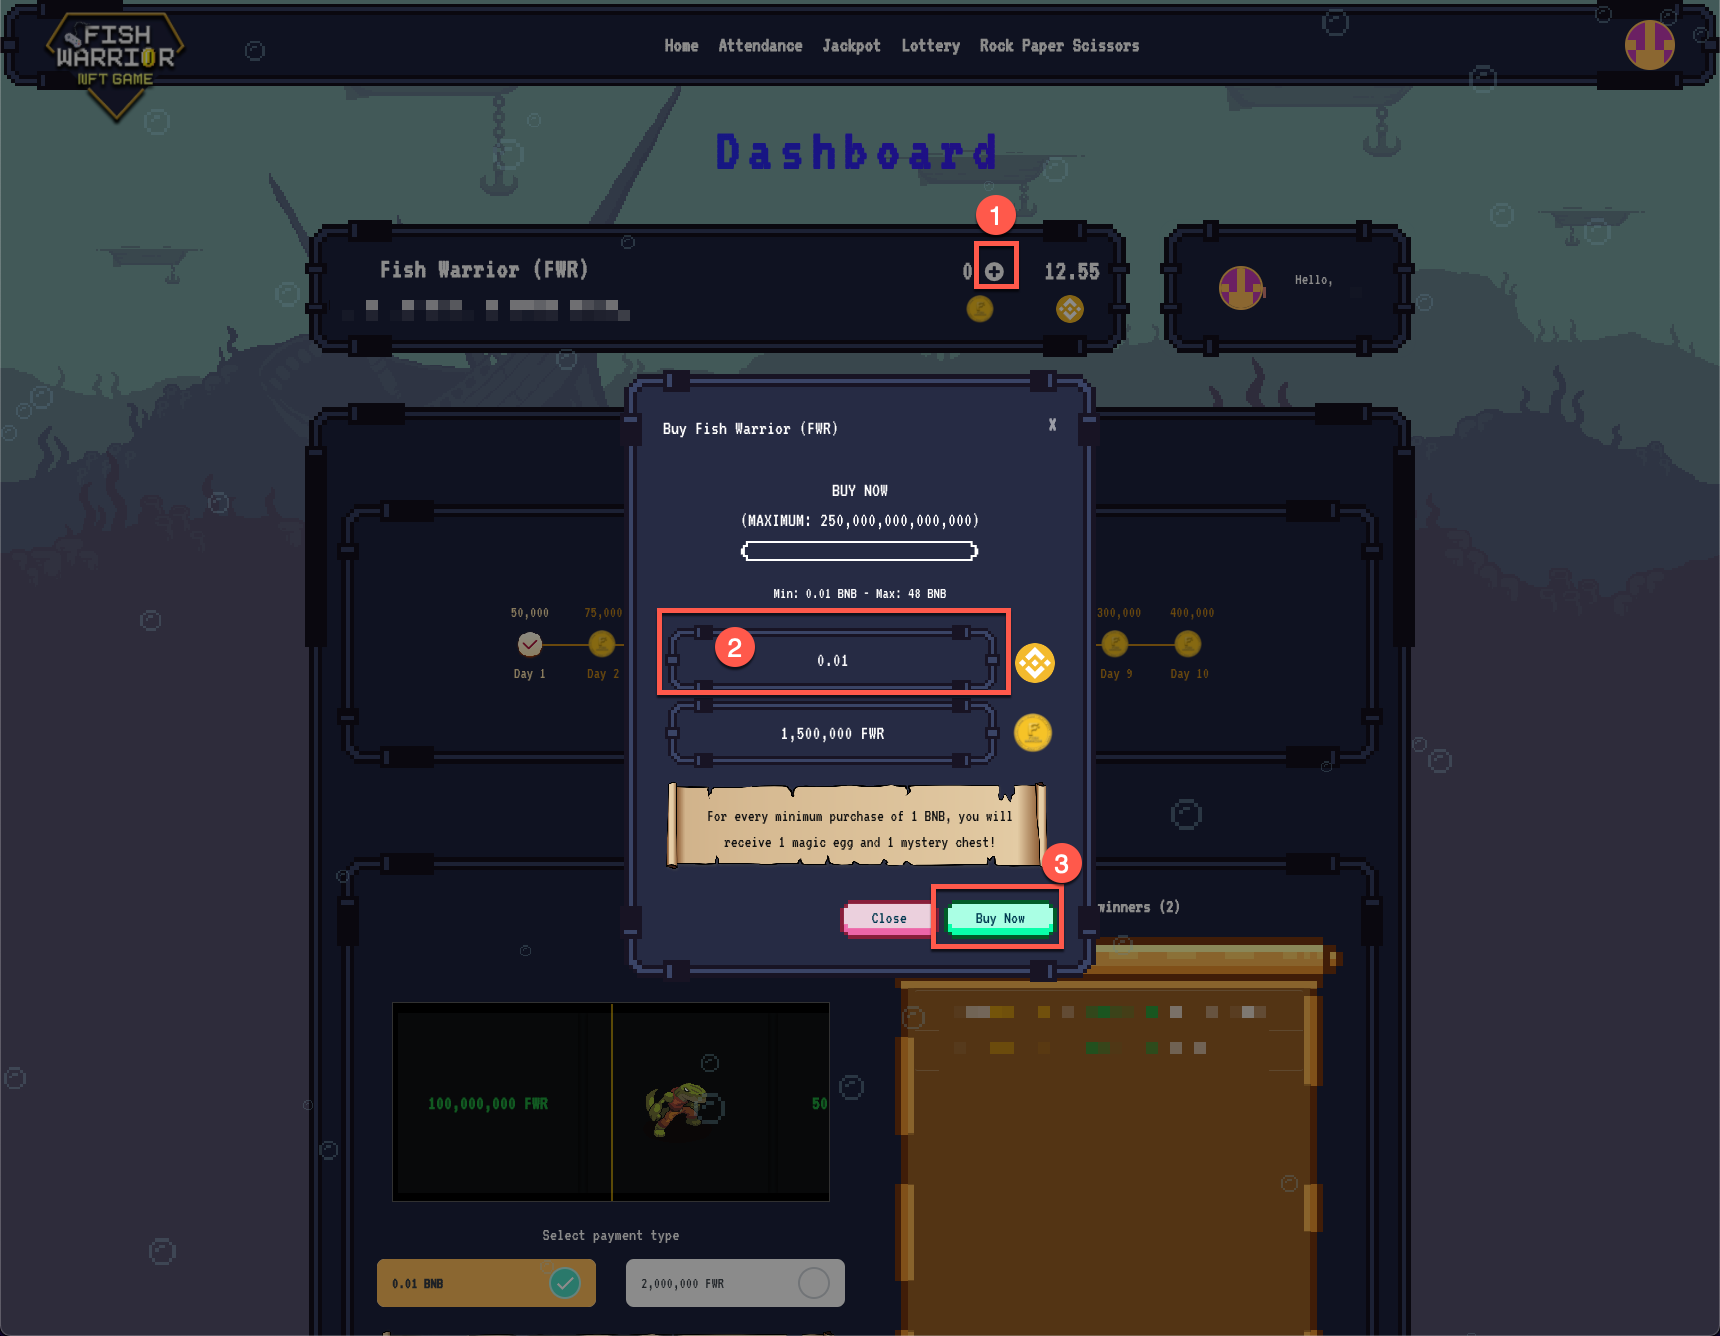 FISH
WARRIOR
NFT GAME
Home Attendance Jackpot Lottery Rock Paper Scissors
Dashboard
1
Fish Warrior (FWR)
0
12.55
Hello,
Buy Fish Warrior (FWR)
X
BUY NOW
(MAXIMUM: 250,000,000,000,000)
Min: 0.01 BNB - Max: 48 BNB
50,000 75,000 300,000 400,000
2
0.01
Day 1 Day 2 Day 9 Day 10
1,500,000 FWR
For every minimum purchase of 1 BNB, you will
receive 1 magic egg and 1 mystery chest!
3
Close
Buy Now
winners (2)
100,000,000 FWR
50
Select payment type
0.01 BNB
2,000,000 FWR